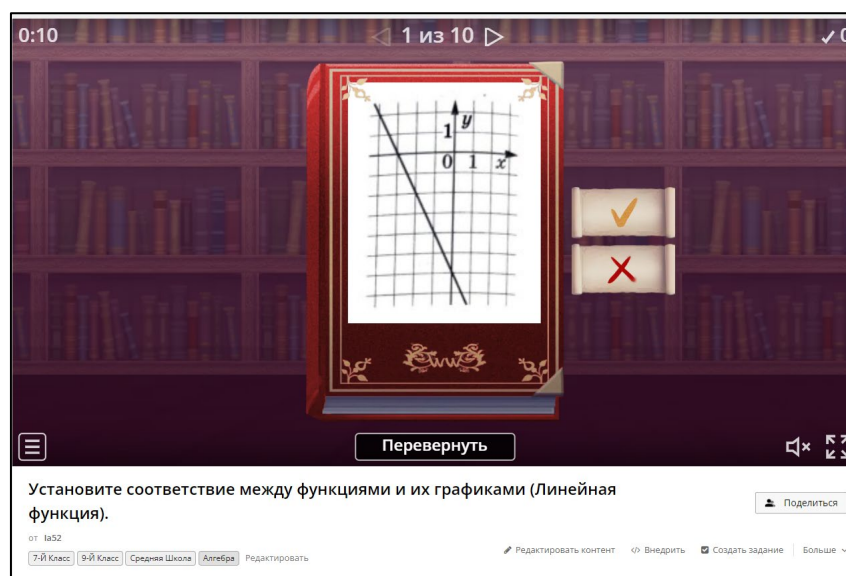 0:10
1 из 10
0
y
1
0 1 x
Перевернуть
Установите соответствие между функциями и их графиками (Линейная
функция).
Поделиться
от la52
7-Й Класс 9-Й Класс Средняя Школа Алгебра Редактировать
Редактировать контент Внедрить Создать задание Больше